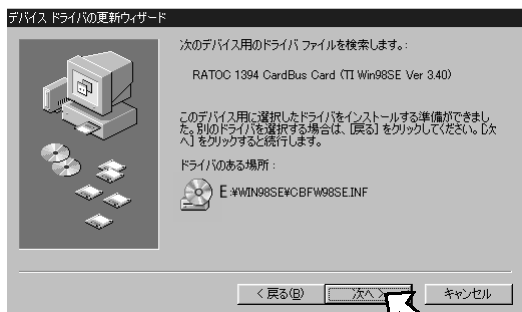 デバイス ドライバの更新ウィザード
次のデバイス用のドライバ ファイルを検索します。:
RATOC 1394 CardBus Card (TI Win98SE Ver 3.40)
このデバイス用に選択したドライバをインストールする準備ができまし
た。別のドライバを選択する場合は、[戻る] をクリックしてください。[次
へ] をクリックすると続行します。
ドライバのある場所 :
E:¥WIN98SE¥CBFW98SE.INF
< 戻る(B)
次へ >
キャンセル